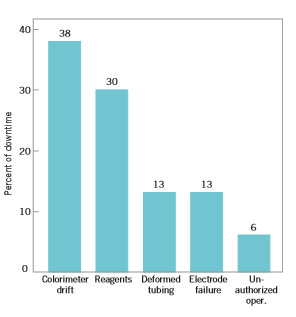 Percent of downtime
40
30
20
10
0
38
30
13
13
6
Colorimeter
drift
Reagents
Deformed
tubing
Electrode
failure
Un-
authorized
oper.